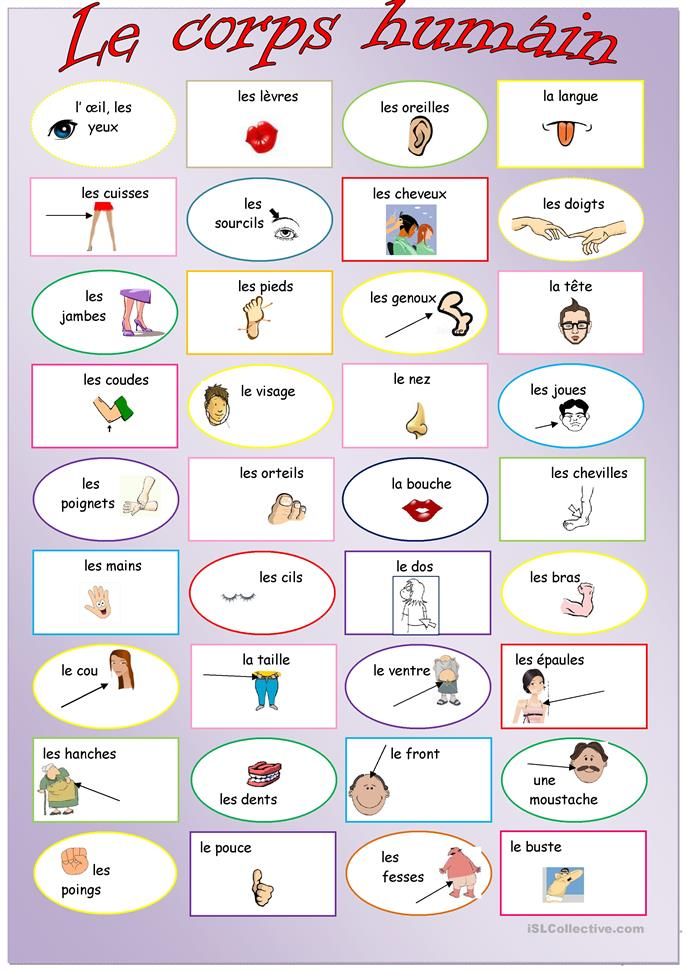 Le corps humain
l' œil, les
yeux
les lèvres
les oreilles
la langue
les cuisses
les
sourcils
les cheveux
les doigts
les
jambes
les pieds
les genoux
la tête
les coudes
le visage
le nez
les joues
les
poignets
les orteils
la bouche
les chevilles
les mains
les cils
le dos
les bras
le cou
la taille
le ventre
les épaules
les hanches
les dents
le front
une
moustache
les
poings
le pouce
les
fesses
le buste
iSLCollective.com